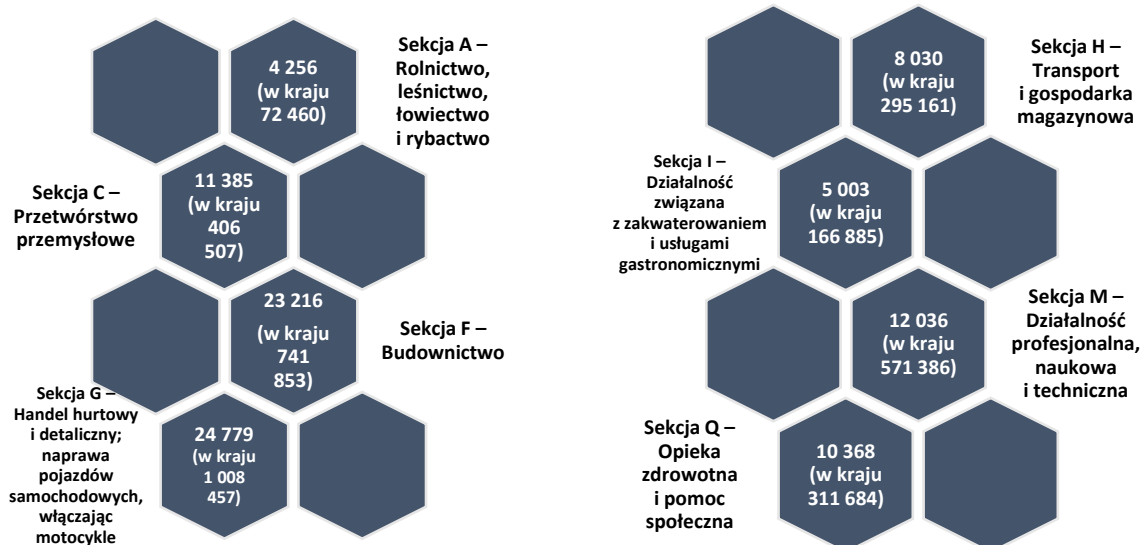 4 256
(w kraju
72 460)
Sekcja A –
Rolnictwo,
leśnictwo,
łowiectwo
i rybactwo
Sekcja C –
Przetwórstwo
przemysłowe
11 385
(w kraju
406
507)
23 216
(w kraju
741
853)
Sekcja F –
Budownictwo
Sekcja G –
Handel hurtowy
i detaliczny;
naprawa
pojazdów
samochodowych,
włączając
motocykle
24 779
(w kraju
1 008
457)
8 030
(w kraju
295 161)
Sekcja H –
Transport
i gospodarka
magazynowa
Sekcja I –
Działalność
związana
z zakwaterowaniem
i usługami
gastronomicznymi
5 003
(w kraju
166 885)
12 036
(w kraju
571 386)
Sekcja M –
Działalność
profesjonalna,
naukowa
i techniczna
Sekcja Q –
Opieka
zdrowotna
i pomoc
społeczna
10 368
(w kraju
311 684)